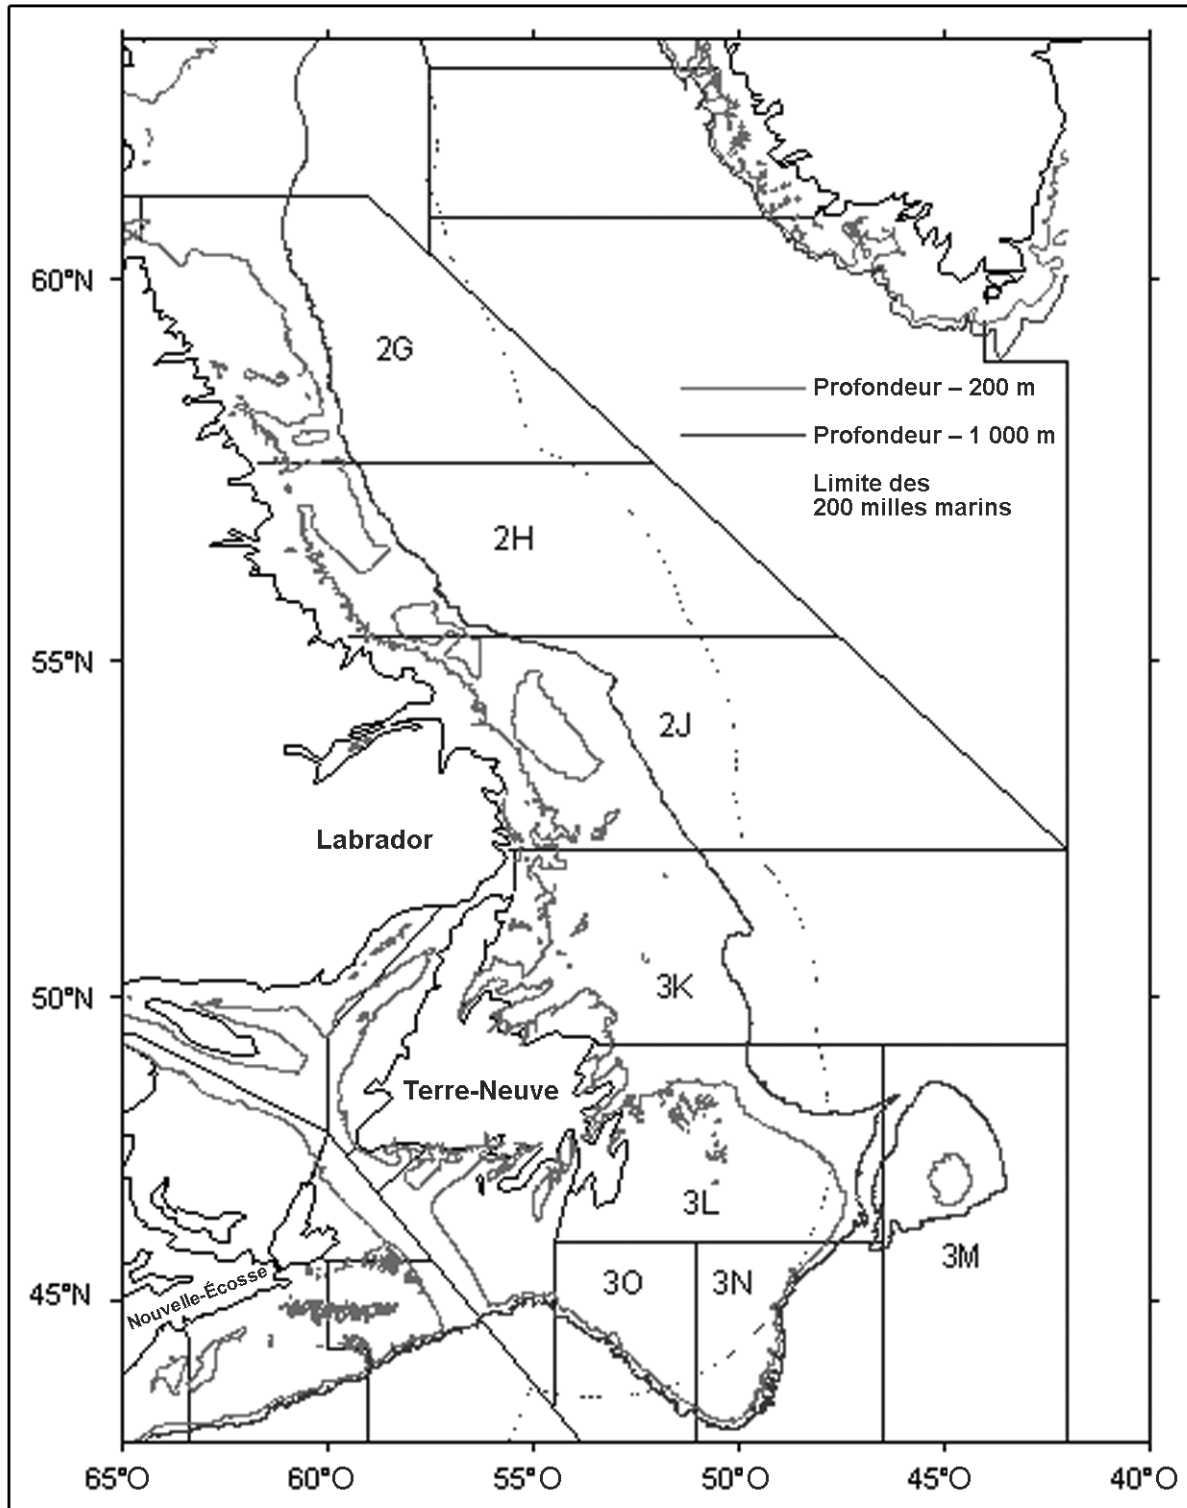 60°N
2G
Profondeur – 200 m
Profondeur – 1 000 m
Limite des
200 milles marins
2H
55°N
2J
Labrador
50°N
3K
Terre-Neuve
3L
3M
Nouvelle-Écosse
3O
3N
45°N
65°O 60°O 55°O 50°O 45°O 40°O